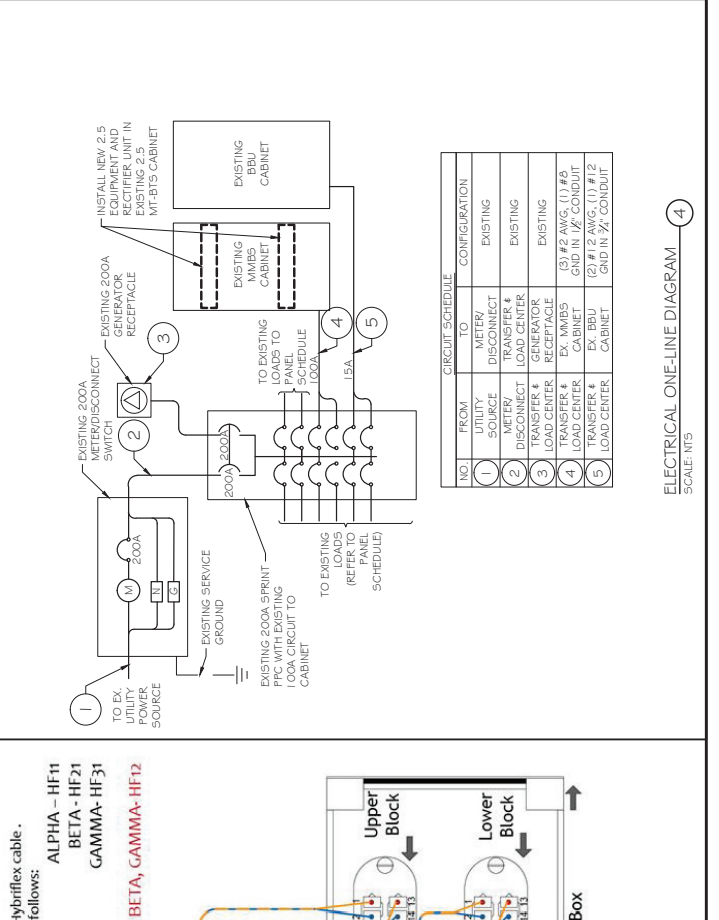 Hybriflex cable .
follows:
ALPHA – HF11
BETA - HF21
GAMMA- HF31
BETA, GAMMA- HF12
Upper
Block
Lower
Block
Box
1
13
14
1
13
14
1
TO EX.
UTILITY
POWER
SOURCE
M
200A
N
G
EXISTING SERVICE
GROUND
EXISTING 200A
METER/DISCONNECT
SWITCH
2
EXISTING 200A
GENERATOR
RECEPTACLE
3
INSTALL NEW 2.5
EQUIPMENT AND
RECTIFIER UNIT IN
EXISTING 2.5
MT-BTS CABINET
EXISTING 200A SPRINT
PPC WITH EXISTING
100A CIRCUIT TO
CABINET
200A
200A
TO EXISTING
LOADS TO
PANEL
SCHEDULE
100A
15A
4
5
EXISTING
MMBS
CABINET
EXISTING
BBU
CABINET
TO EXISTING
LOADS
(REFER TO
PANEL
SCHEDULE)
CIRCUIT SCHEDULE
NO. FROM TO CONFIGURATION
1 UTILITY SOURCE METER/ DISCONNECT EXISTING
2 METER/ DISCONNECT TRANSFER & LOAD CENTER EXISTING
3 TRANSFER & LOAD CENTER GENERATOR RECEPTACLE EXISTING
4 TRANSFER & LOAD CENTER EX. MMBS CABINET (3) #2 AWG, (1) #8 GND IN 1½" CONDUIT
5 TRANSFER & LOAD CENTER EX. BBU CABINET (2) #12 AWG, (1) #12 GND IN ¾" CONDUIT
ELECTRICAL ONE-LINE DIAGRAM 4
SCALE: NTS